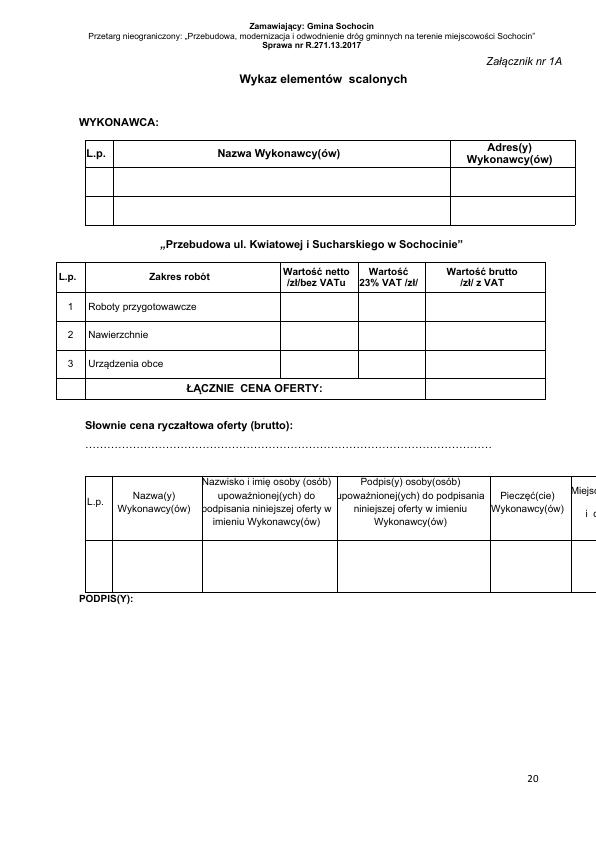 Zamawiający: Gmina Sochocin
Przetarg nieograniczony: „Przebudowa, modernizacja i odwodnienie dróg gminnych na terenie miejscowości Sochocin”
Sprawa nr R.271.13.2017
Załącznik nr 1A
Wykaz elementów scalonych
WYKONAWCA:
L.p. Nazwa Wykonawcy(ów) Adres(y)
Wykonawcy(ów)
„Przebudowa ul. Kwiatowej i Sucharskiego w Sochocinie”
L.p. Zakres robót Wartość netto Wartość Wartość brutto
/zł/bez VATu 23% VAT /zł/ /zł/ z VAT
1 Roboty przygotowawcze
2 Nawierzchnie
3 Urządzenia obce
ŁĄCZNIE CENA OFERTY:
Słownie cena ryczałtowa oferty (brutto):
…………………………………………………………………………………………………
L.p. Nazwa(y)
Wykonawcy(ów)
Nazwisko i imię osoby (osób)
upoważnionej(ych) do
podpisania niniejszej oferty w
imieniu Wykonawcy(ów)
Podpis(y) osoby(osób)
upoważnionej(ych) do podpisania
niniejszej oferty w imieniu
Wykonawcy(ów)
Pieczęć(cie)
Wykonawcy(ów)
i
PODPIS(Y):
20